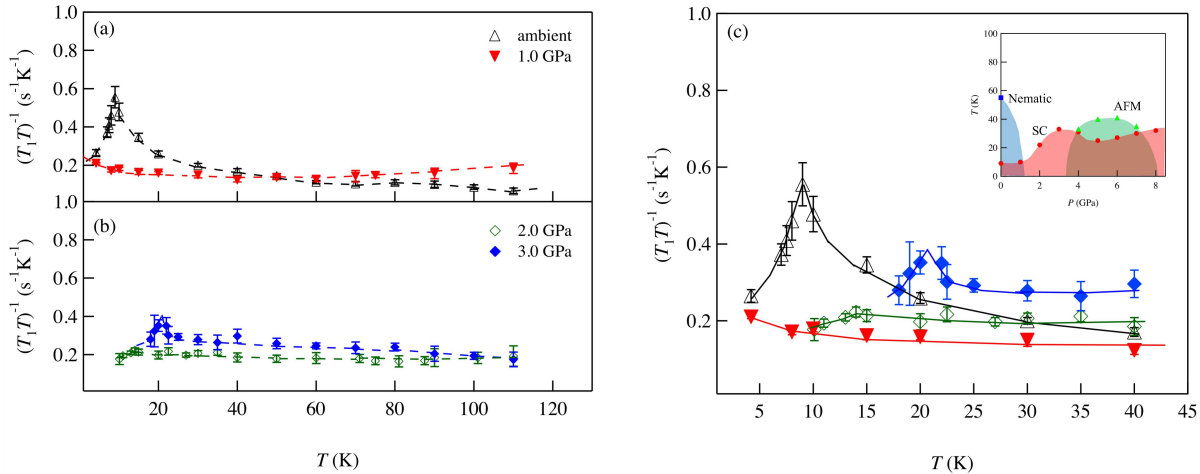 (a)
ambient
1.0 GPa
(T₁T)⁻¹ (s⁻¹K⁻¹)
1.0
0.8
0.6
0.4
0.2
1.0
(b)
2.0 GPa
3.0 GPa
(T₁T)⁻¹ (s⁻¹K⁻¹)
0.8
0.6
0.4
0.2
20
40
60
80
100
120
T (K)
(c)
(T₁T)⁻¹ (s⁻¹K⁻¹)
1.0
0.8
0.6
0.4
0.2
5
10
15
20
25
30
35
40
45
T (K)
100
80
60
40
20
0
T (K)
Nematic
SC
AFM
0
2
4
6
8
P (GPa)